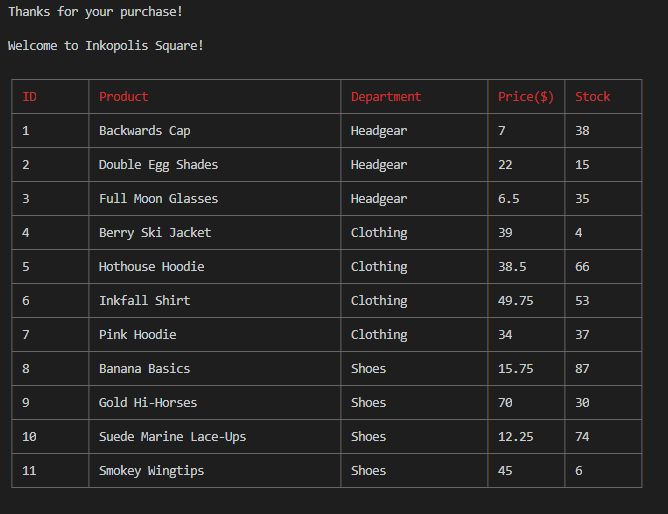 Thanks for your purchase!
Welcome to Inkopolis Square!
ID Product Department Price($) Stock
1 Backwards Cap Headgear 7 38
2 Double Egg Shades Headgear 22 15
3 Full Moon Glasses Headgear 6.5 35
4 Berry Ski Jacket Clothing 39 4
5 Hothouse Hoodie Clothing 38.5 66
6 Inkfall Shirt Clothing 49.75 53
7 Pink Hoodie Clothing 34 37
8 Banana Basics Shoes 15.75 87
9 Gold Hi-Horses Shoes 70 30
10 Suede Marine Lace-Ups Shoes 12.25 74
11 Smokey Wingtips Shoes 45 6